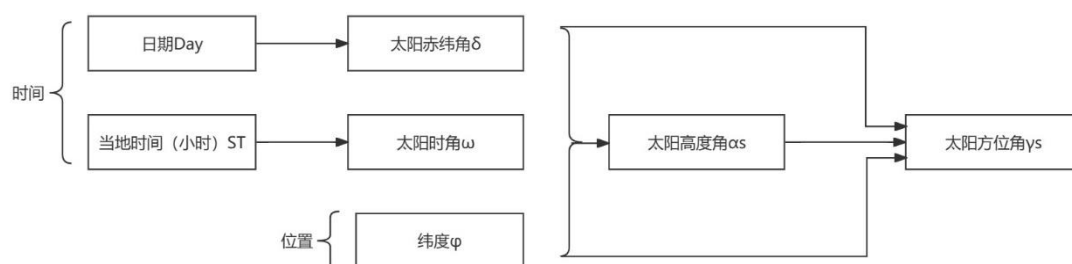 日期Day
太阳赤纬角δ
时间
当地时间（小时）ST
太阳时角ω
太阳高度角αs
太阳方位角γs
位置
纬度φ